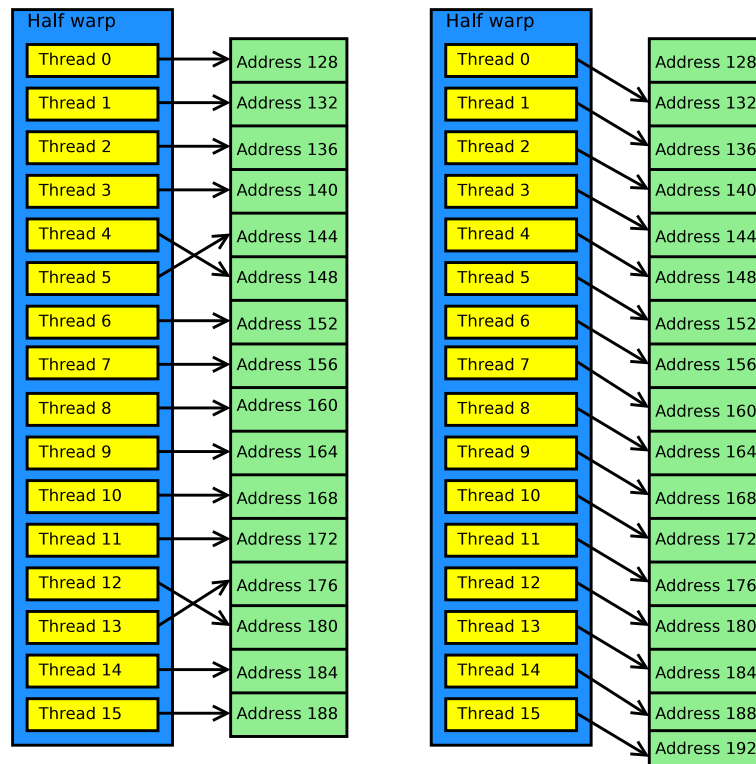 Half warp
Thread 0
Thread 1
Thread 2
Thread 3
Thread 4
Thread 5
Thread 6
Thread 7
Thread 8
Thread 9
Thread 10
Thread 11
Thread 12
Thread 13
Thread 14
Thread 15
Address 128
Address 132
Address 136
Address 140
Address 144
Address 148
Address 152
Address 156
Address 160
Address 164
Address 168
Address 172
Address 176
Address 180
Address 184
Address 188
Half warp
Thread 0
Thread 1
Thread 2
Thread 3
Thread 4
Thread 5
Thread 6
Thread 7
Thread 8
Thread 9
Thread 10
Thread 11
Thread 12
Thread 13
Thread 14
Thread 15
Address 128
Address 132
Address 136
Address 140
Address 144
Address 148
Address 152
Address 156
Address 160
Address 164
Address 168
Address 172
Address 176
Address 180
Address 184
Address 188
Address 192